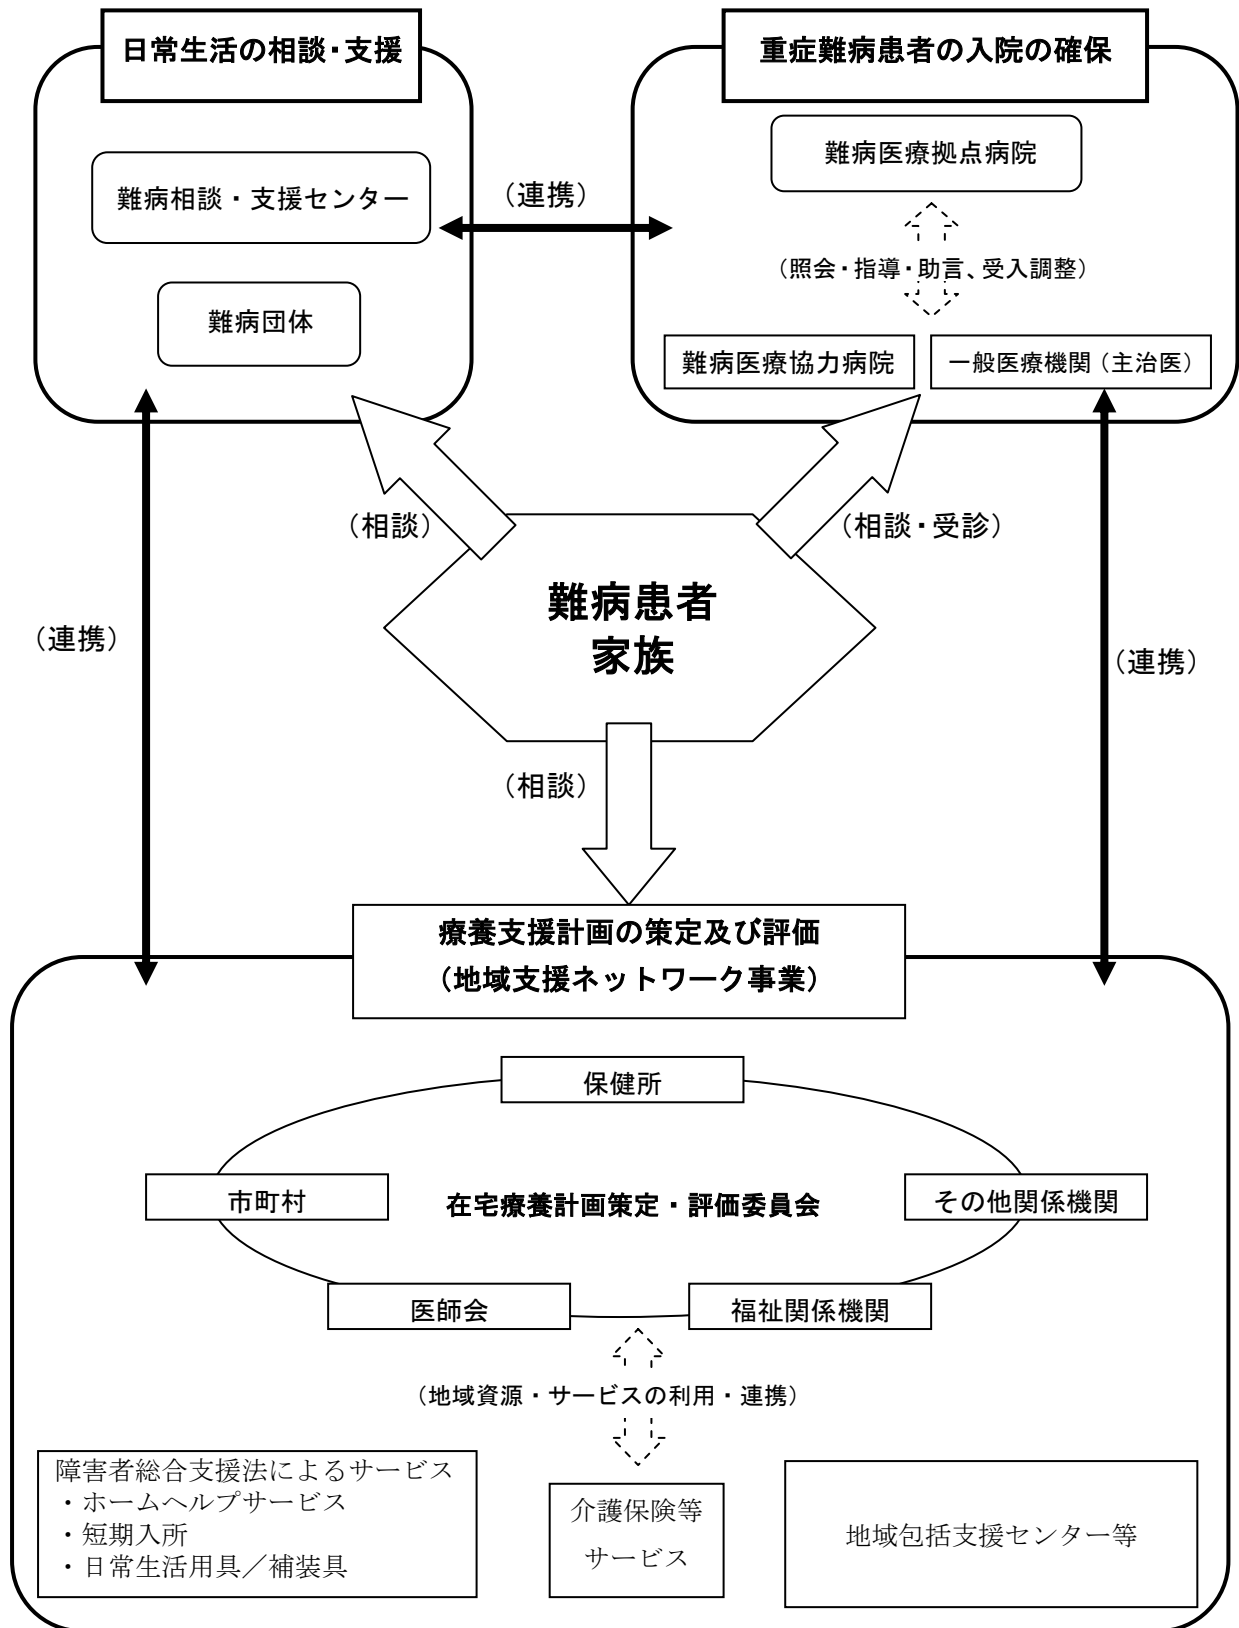 日常生活の相談・支援
重症難病患者の入院の確保
難病相談・支援センター
難病団体
（連携）
難病医療拠点病院
（照会・指導・助言、受入調整）
難病医療協力病院
一般医療機関（主治医）
（相談）
（相談・受診）
難病患者
家族
（連携）
（連携）
（相談）
療養支援計画の策定及び評価
（地域支援ネットワーク事業）
保健所
市町村
在宅療養計画策定・評価委員会
その他関係機関
医師会
福祉関係機関
（地域資源・サービスの利用・連携）
障害者総合支援法によるサービス
・ホームヘルプサービス
・短期入所
・日常生活用具／補装具
介護保険等
サービス
地域包括支援センター等